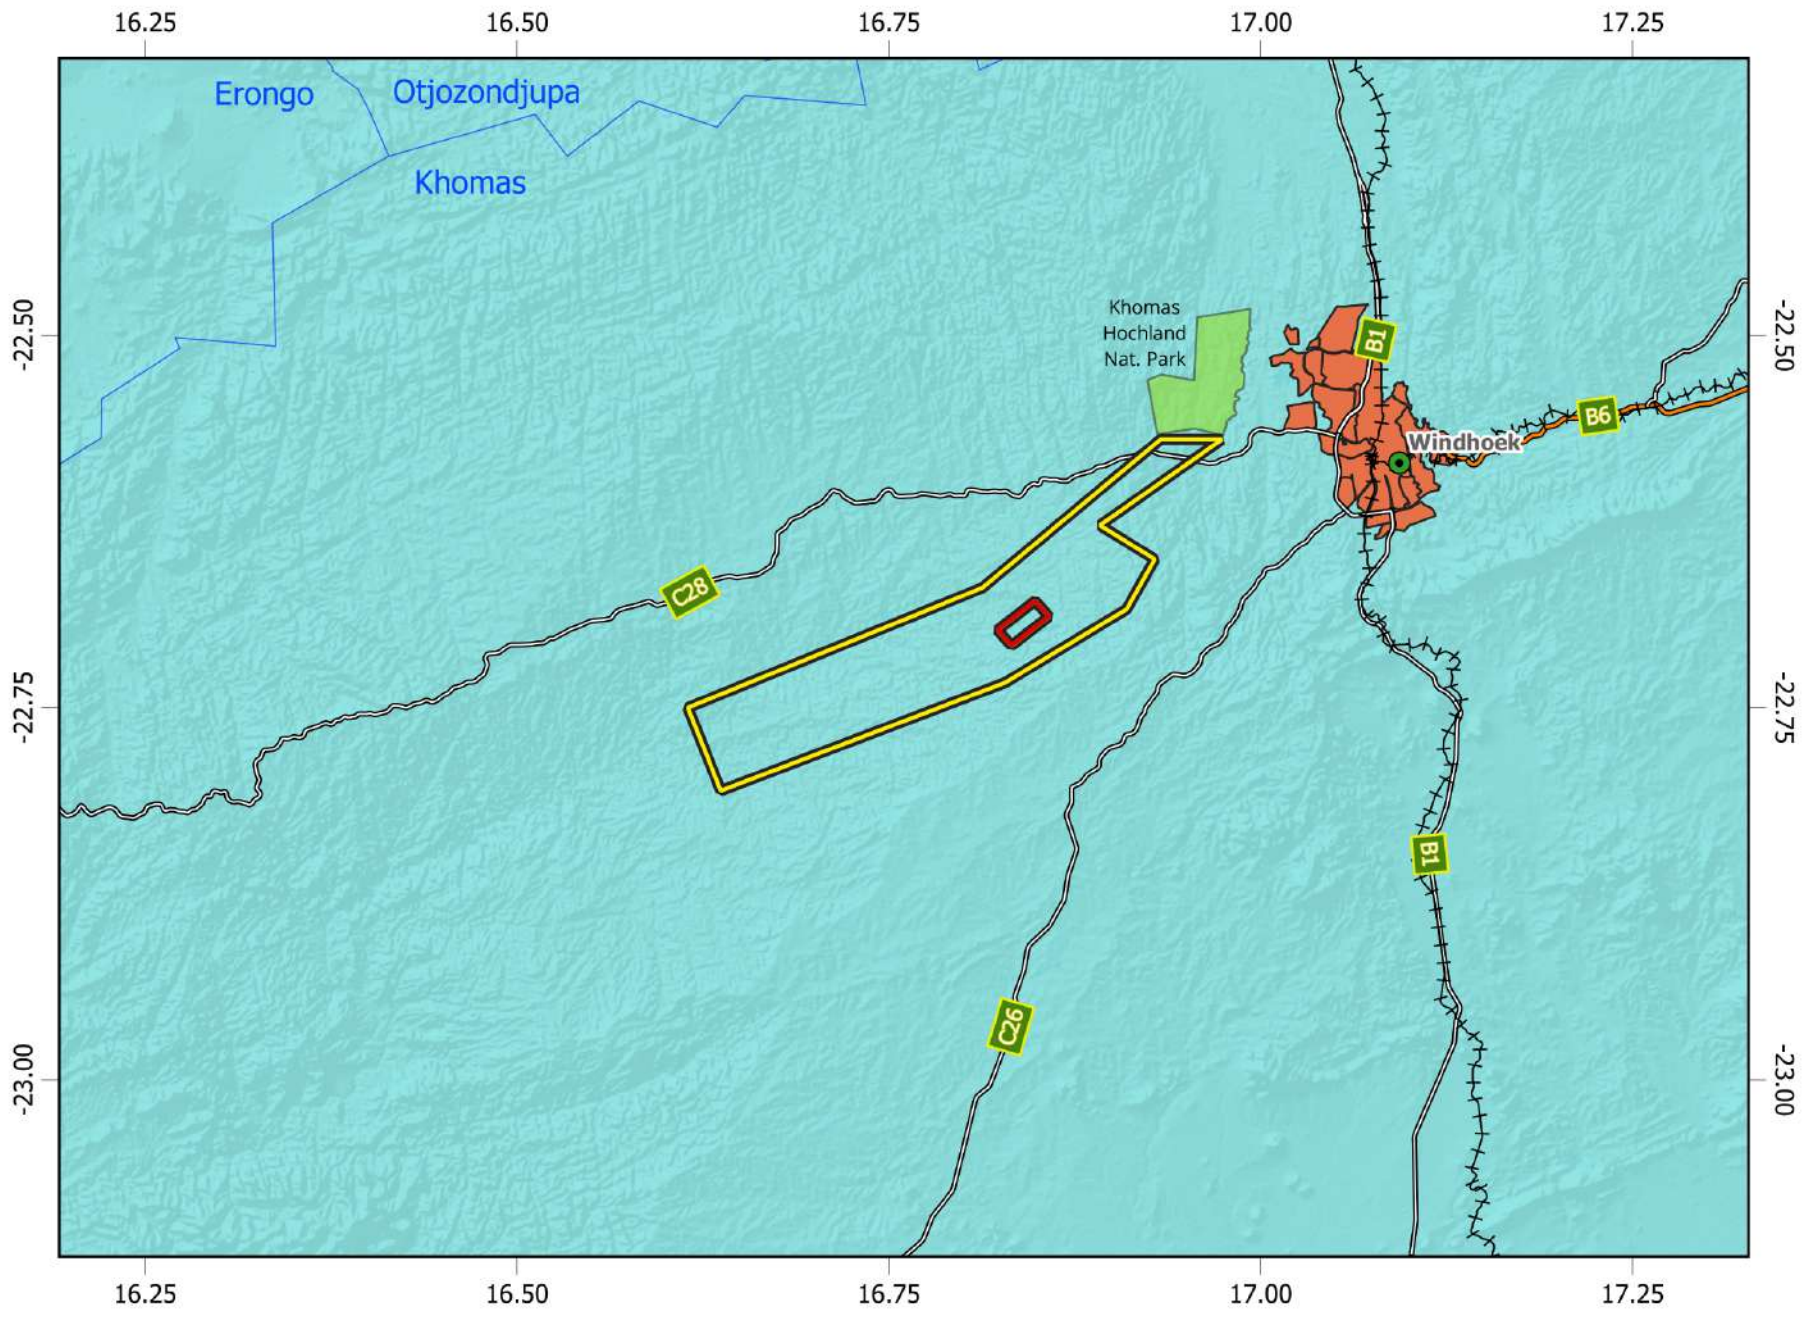 16.25 16.50 16.75 17.00 17.25
Erongo
Otjozondjupa
Khomas
Khomas
Hochland
Nat. Park
-22.50
B1
-22.50
B6
Windhoek
C28
-22.75
-22.75
B1
C26
-23.00
-23.00
16.25 16.50 16.75 17.00 17.25